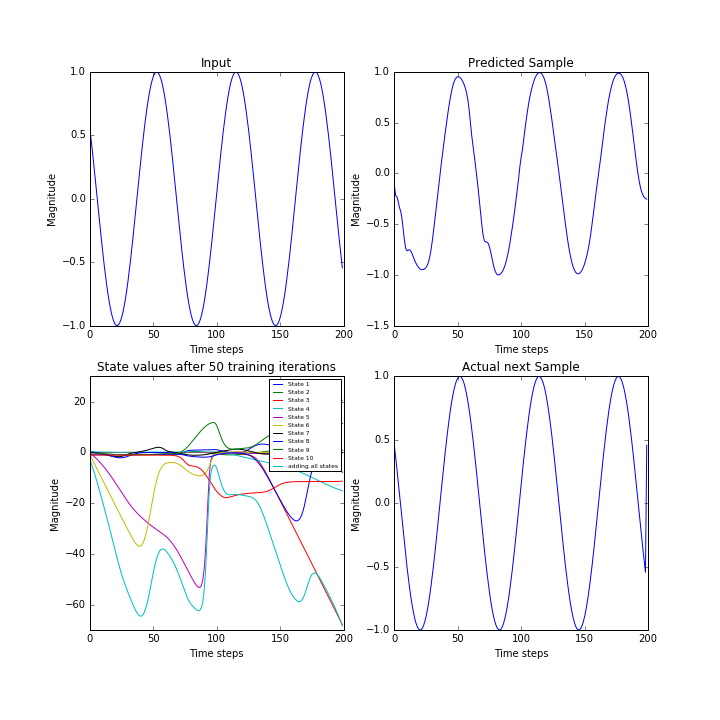 Input
1.0
0.5
0.0
−0.5
−1.0
Magnitude
0
50
100
150
200
Time steps
Predicted Sample
1.0
0.5
0.0
−0.5
−1.0
−1.5
Magnitude
0
50
100
150
200
Time steps
State values after 50 training iterations
20
0
−20
−40
−60
Magnitude
State 1
State 2
State 3
State 4
State 5
State 6
State 7
State 8
State 9
State 10
adding all states
0
50
100
150
200
Time steps
Actual next Sample
1.0
0.5
0.0
−0.5
−1.0
Magnitude
0
50
100
150
200
Time steps